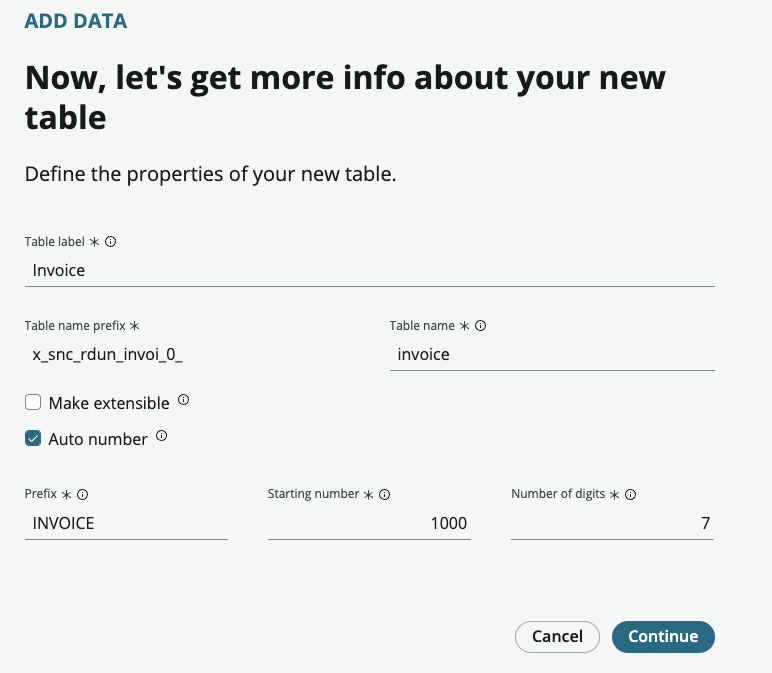 ADD DATA
Now, let's get more info about your new
table
Define the properties of your new table.
Table label *
Invoice
Table name prefix * Table name *
x_snc_rdun_invoi_0_ invoice
Make extensible
Auto number
Prefix * Starting number * Number of digits *
INVOICE 1000 7
Cancel Continue